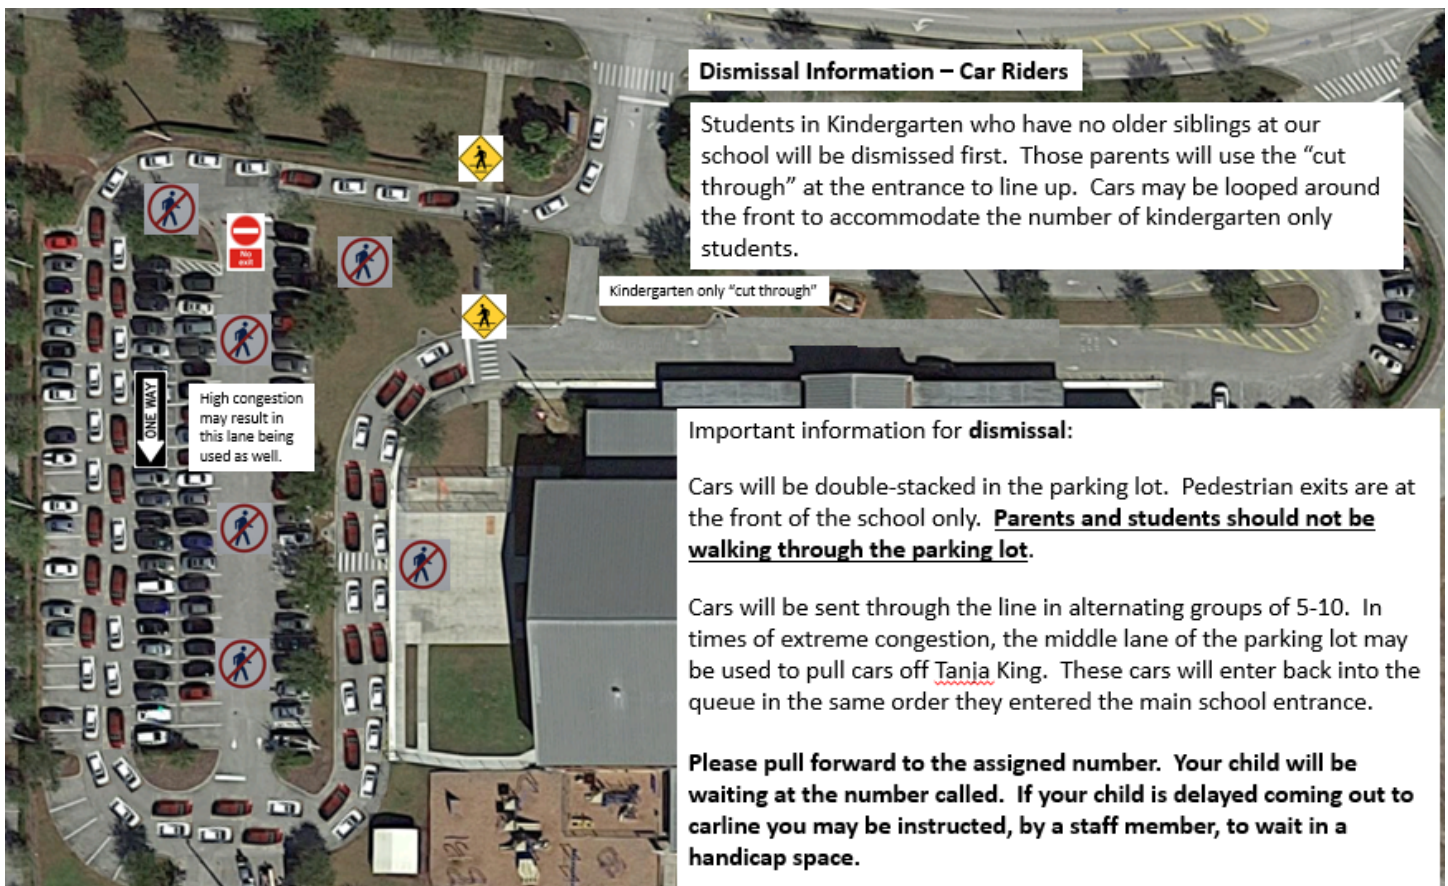 Dismissal Information – Car Riders
Students in Kindergarten who have no older siblings at our
school will be dismissed first.  Those parents will use the “cut
through” at the entrance to line up.  Cars may be looped around
the front to accommodate the number of kindergarten only
students.
No
exit
Kindergarten only “cut through”
ONE WAY
High congestion
may result in
this lane being
used as well.
Important information for dismissal:
Cars will be double-stacked in the parking lot.  Pedestrian exits are at
the front of the school only.  Parents and students should not be
walking through the parking lot.
Cars will be sent through the line in alternating groups of 5-10.  In
times of extreme congestion, the middle lane of the parking lot may
be used to pull cars off Tanja King.  These cars will enter back into the
queue in the same order they entered the main school entrance.
Please pull forward to the assigned number.  Your child will be
waiting at the number called.  If your child is delayed coming out to
carline you may be instructed, by a staff member, to wait in a
handicap space.